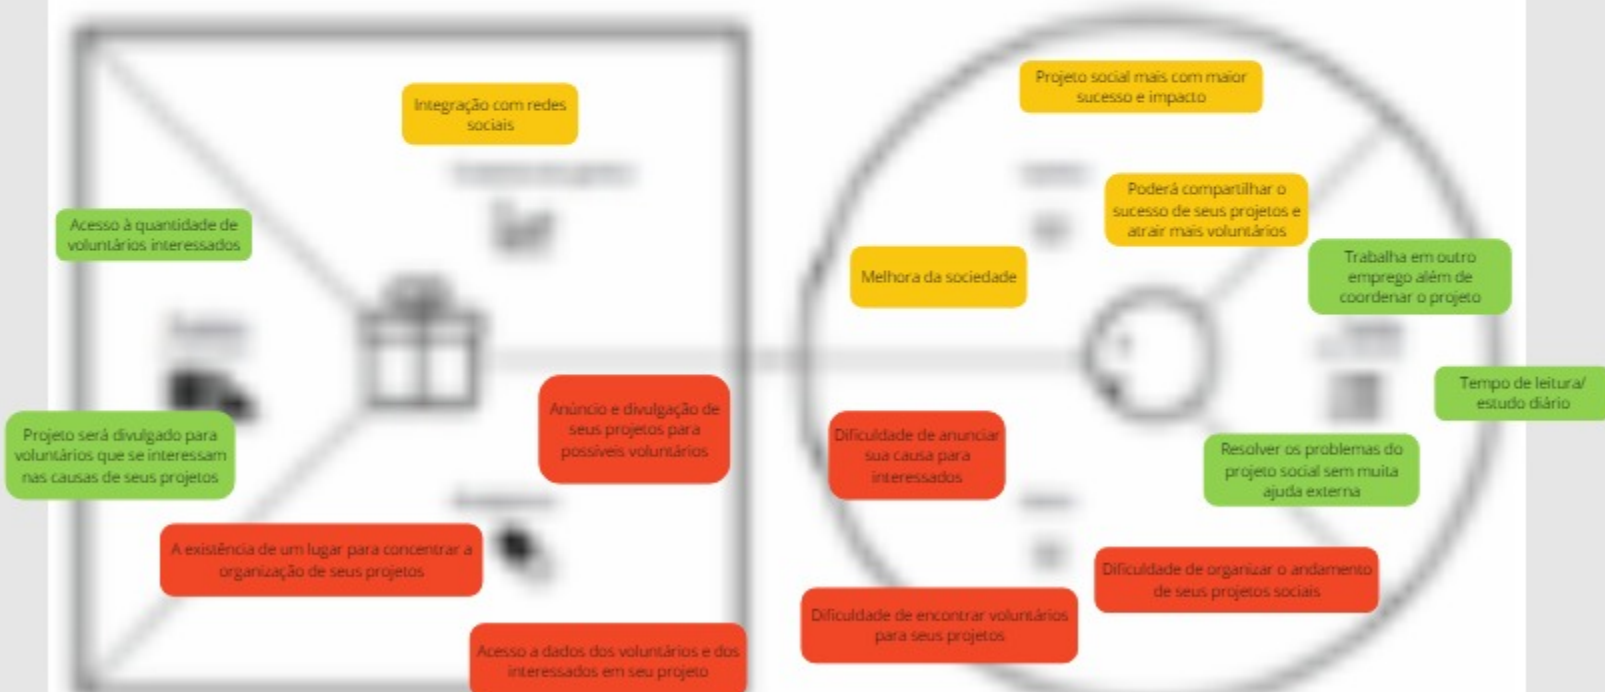 Integração com redes
sociais
Acesso à quantidade de
voluntários interessados
Projeto será divulgado para
voluntários que se interessam
nas causas de seus projetos
Anúncio e divulgação de
seus projetos para
possíveis voluntários
A existência de um lugar para concentrar a
organização de seus projetos
Acesso a dados dos voluntários e dos
interessados em seu projeto
Projeto social mais com maior
sucesso e impacto
Poderá compartilhar o
sucesso de seus projetos e
atrair mais voluntários
Melhora da sociedade
Trabalha em outro
emprego além de
coordenar o projeto
Tempo de leitura/
estudo diário
Resolver os problemas do
projeto social sem muita
ajuda externa
Dificuldade de anunciar
sua causa para
interessados
Dificuldade de organizar o andamento
de seus projetos sociais
Dificuldade de encontrar voluntários
para seus projetos